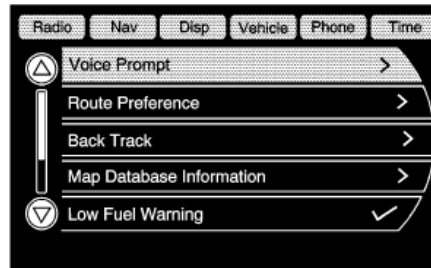 Radio Nav Disp Vehicle Phone Time
Voice Prompt
Route Preference
Back Track
Map Database Information
Low Fuel Warning